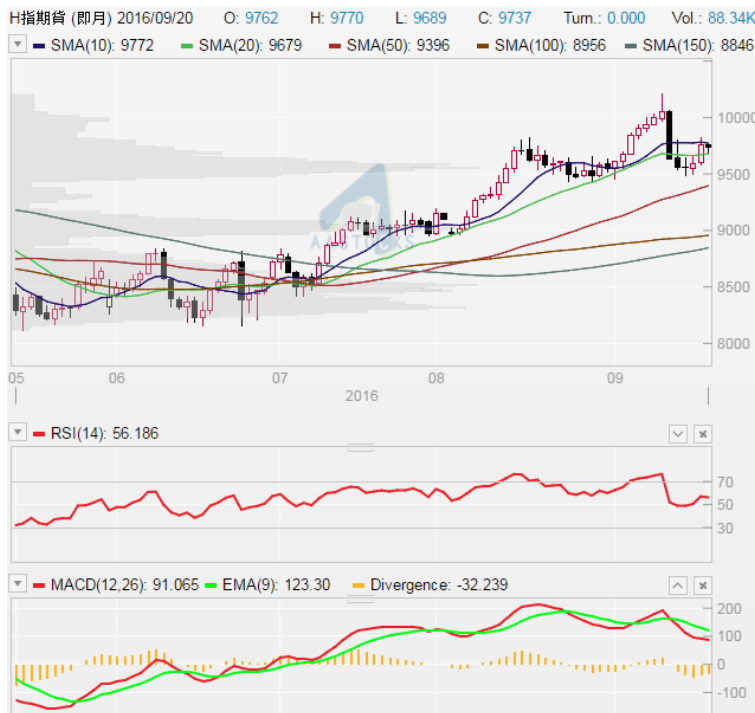 H指期貨 (即月) 2016/09/20 O: 9762 H: 9770 L: 9689 C: 9737 Turn.: 0.000 Vol.: 88.34K
SMA(10): 9772 SMA(20): 9679 SMA(50): 9396 SMA(100): 8956 SMA(150): 8846
10000
9500
9000
8500
8000
05 06 07 08 09
2016
RSI(14): 56.186
70
50
30
MACD(12,26): 91.065 EMA(9): 123.30 Divergence: -32.239
200
100
0
-100